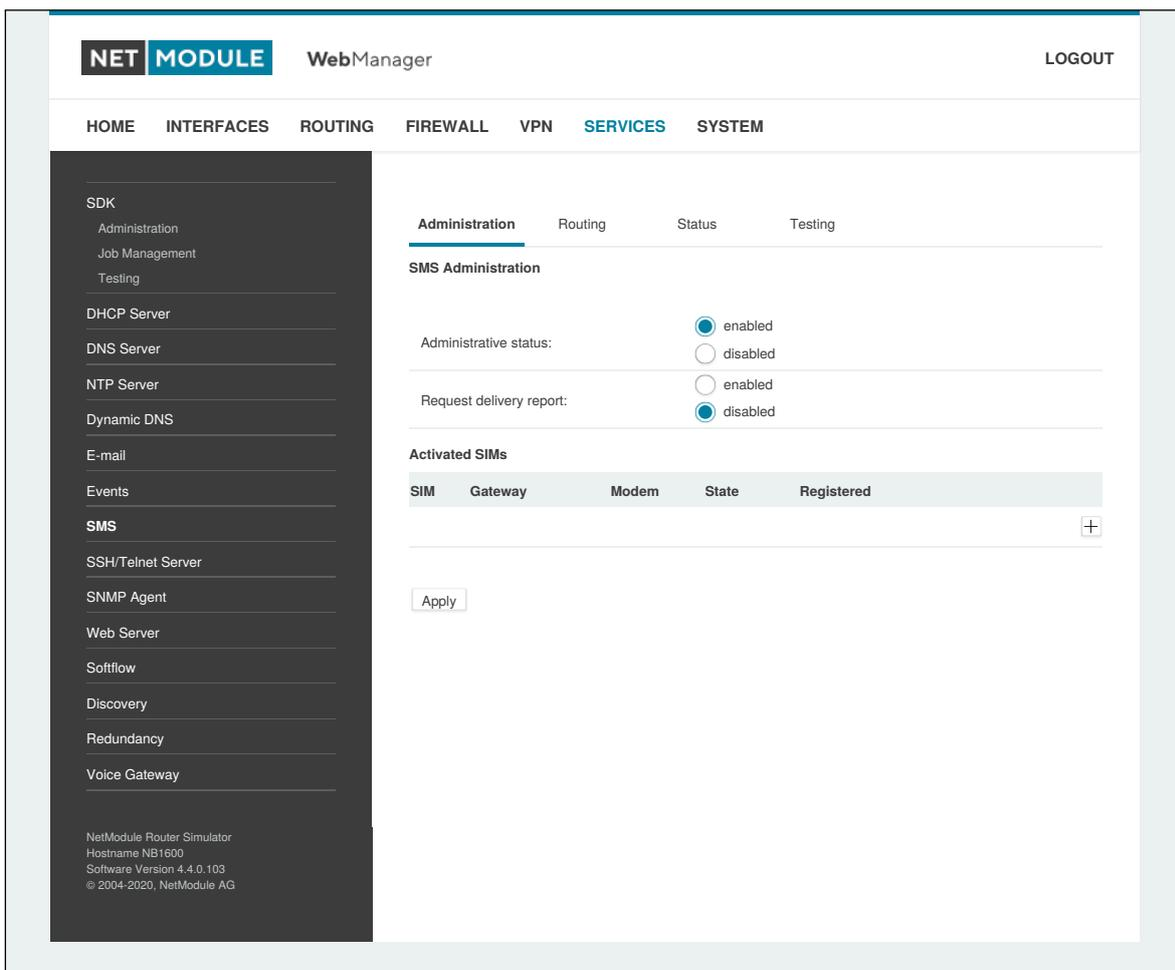 NET MODULE WebManager LOGOUT
HOME INTERFACES ROUTING FIREWALL VPN SERVICES SYSTEM
SDK
Administration
Job Management
Testing
DHCP Server
DNS Server
NTP Server
Dynamic DNS
E-mail
Events
SMS
SSH/Telnet Server
SNMP Agent
Web Server
Softflow
Discovery
Redundancy
Voice Gateway
NetModule Router Simulator
Hostname NB1600
Software Version 4.4.0.103
© 2004-2020, NetModule AG
Administration Routing Status Testing
SMS Administration
Administrative status:
enabled
disabled
Request delivery report:
enabled
disabled
Activated SIMs
SIM Gateway Modem State Registered
Apply